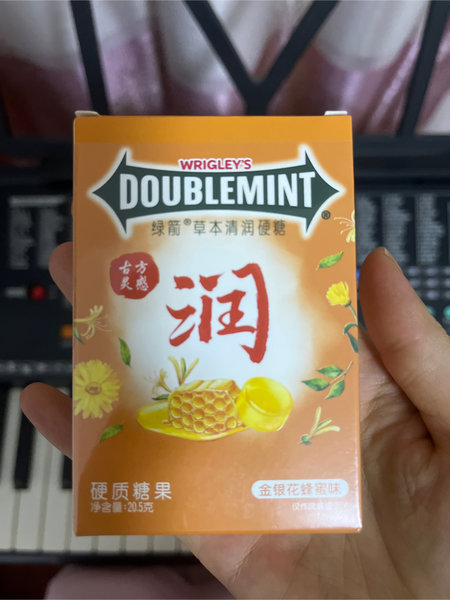 WRIGLEY'S
DOUBLEMINT®
绿箭®草本清润硬糖
古方
灵感
润
硬质糖果
净含量:20.5克
金银花蜂蜜味